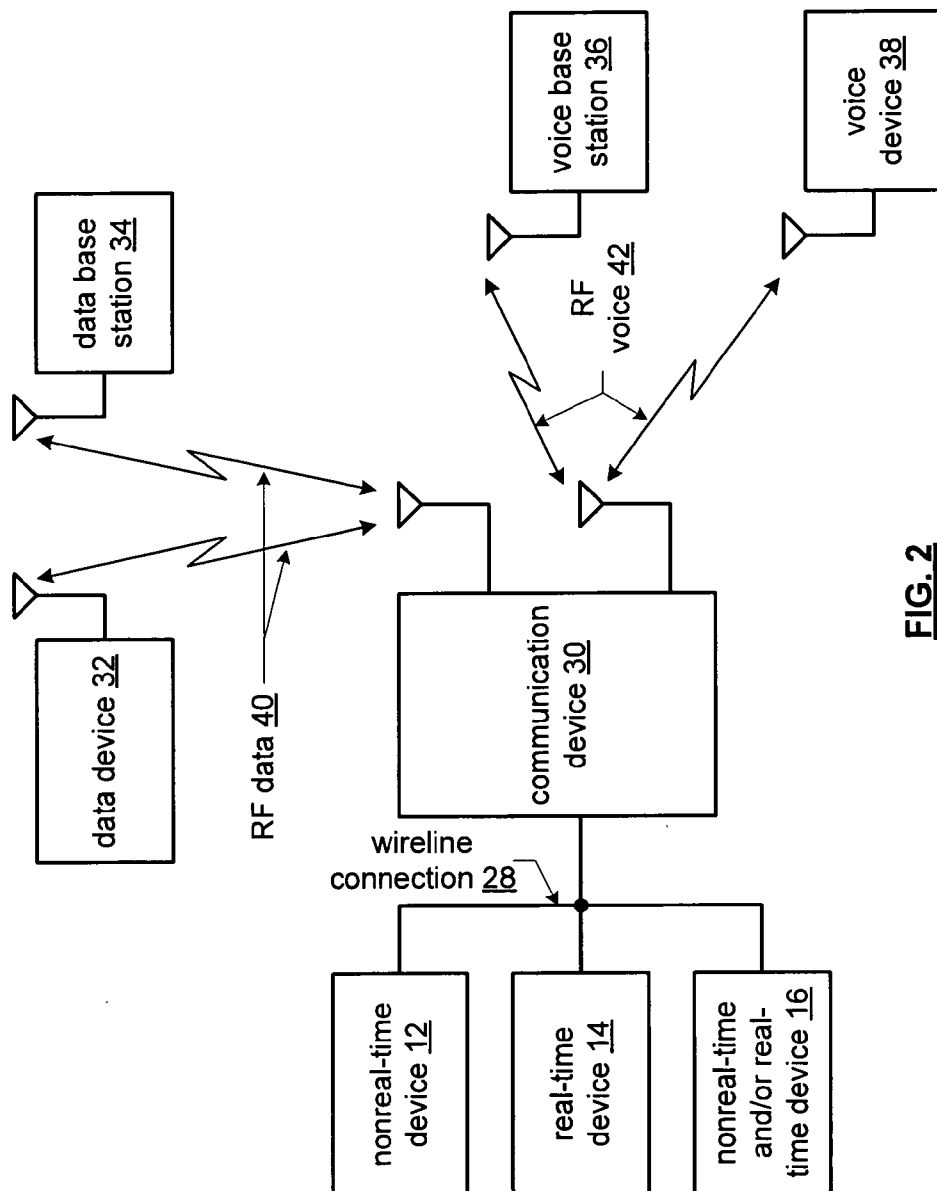 data device 32
data base
station 34
RF data 40
voice base
station 36
RF
voice 42
voice
device 38
communication
device 30
wireline
connection 28
nonreal-time
device 12
real-time
device 14
nonreal-time
and/or real-
time device 16
FIG. 2